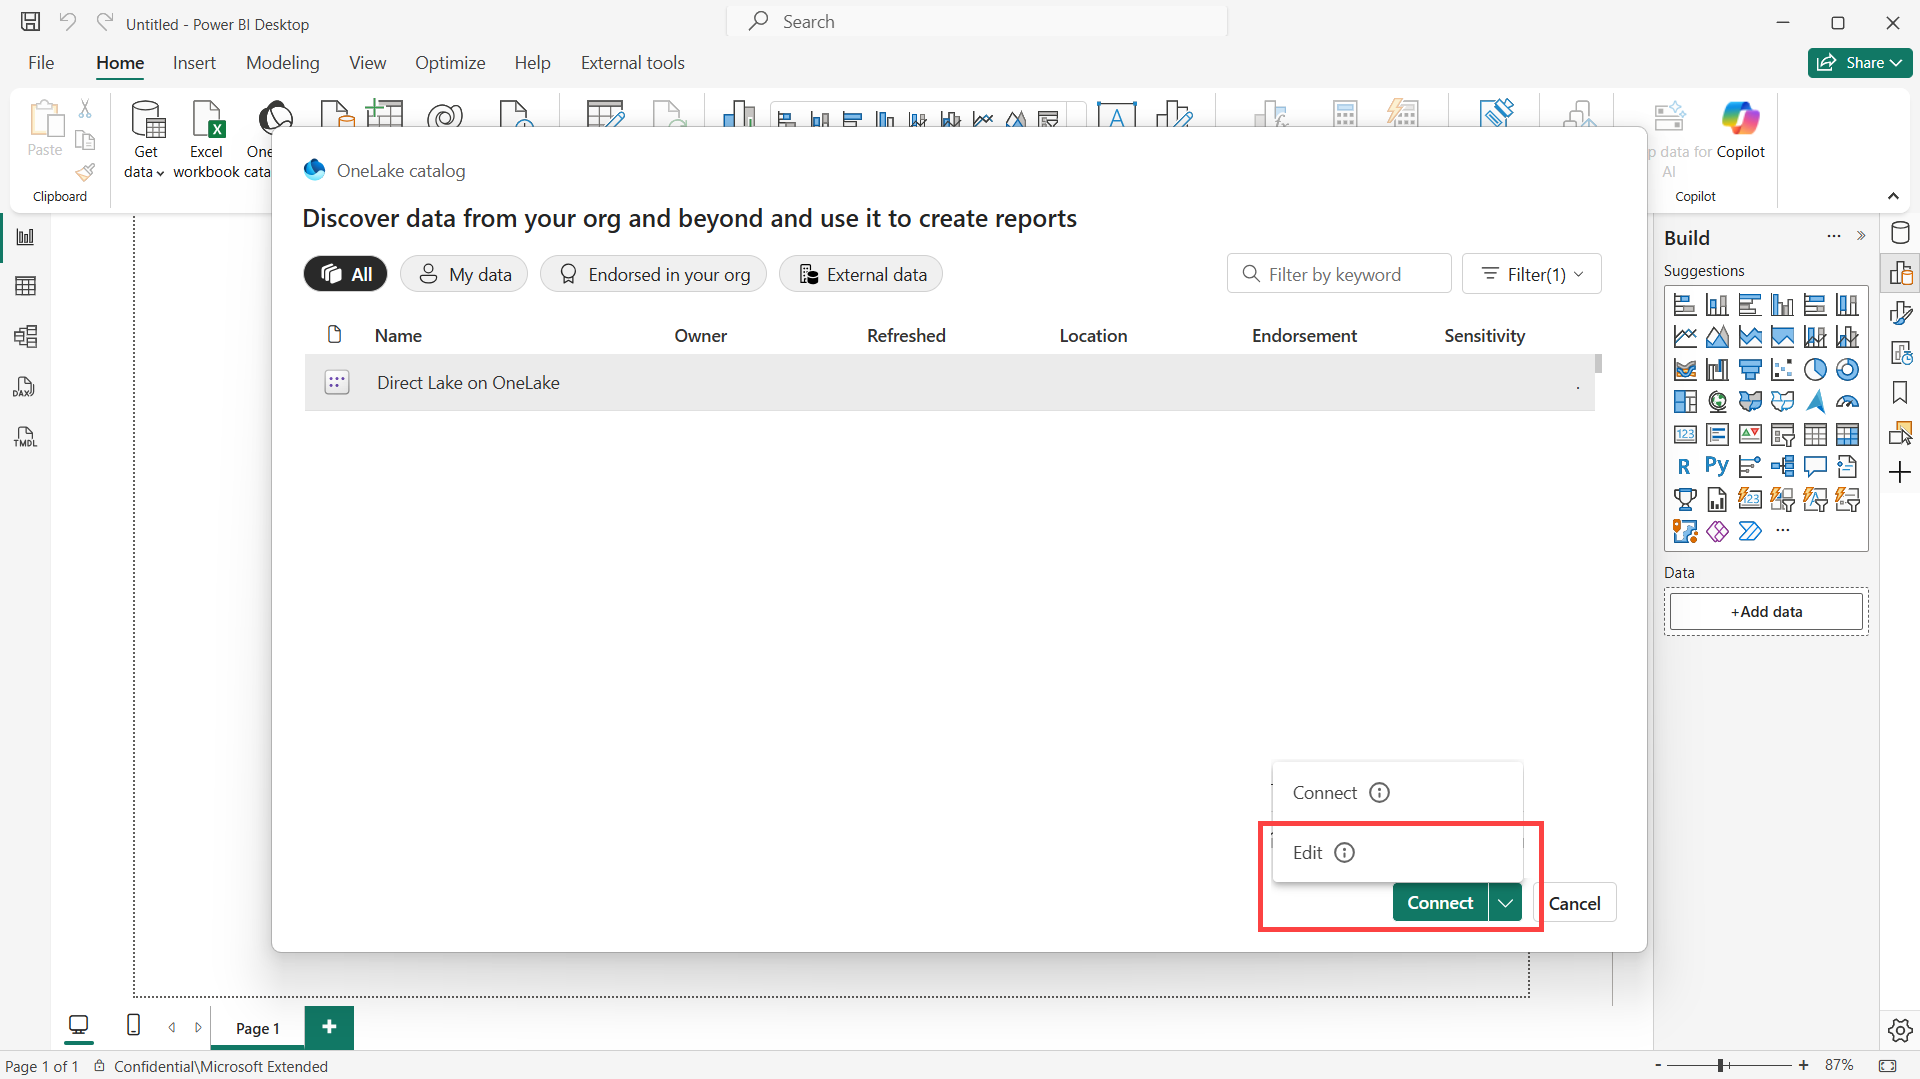 Untitled - Power BI Desktop
Search
File
Home
Insert
Modeling
View
Optimize
Help
External tools
Share
Paste
Clipboard
Get
data
Excel
workbook
One
cata
p data for
AI
Copilot
Copilot
OneLake catalog
Discover data from your org and beyond and use it to create reports
All
My data
Endorsed in your org
External data
Filter by keyword
Filter(1)
Name
Owner
Refreshed
Location
Endorsement
Sensitivity
Direct Lake on OneLake
.
Connect
Edit
Connect
Cancel
Build
Suggestions
123
R
Py
123
Data
+Add data
DAX
TMDL
Page 1
Page 1 of 1
Confidential\Microsoft Extended
- + 87%